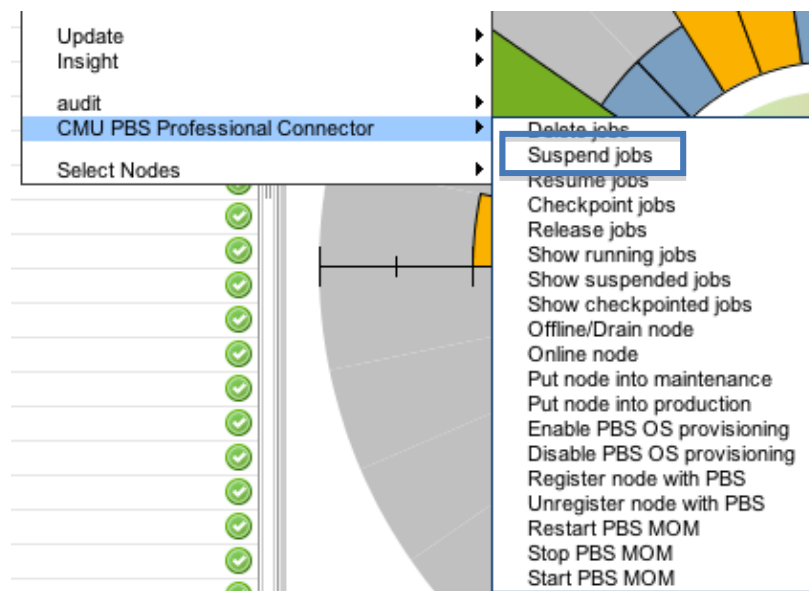 Update
Insight
audit
CMU PBS Professional Connector
Select Nodes
Delete jobs
Suspend jobs
Resume jobs
Checkpoint jobs
Release jobs
Show running jobs
Show suspended jobs
Show checkpointed jobs
Offline/Drain node
Online node
Put node into maintenance
Put node into production
Enable PBS OS provisioning
Disable PBS OS provisioning
Register node with PBS
Unregister node with PBS
Restart PBS MOM
Stop PBS MOM
Start PBS MOM